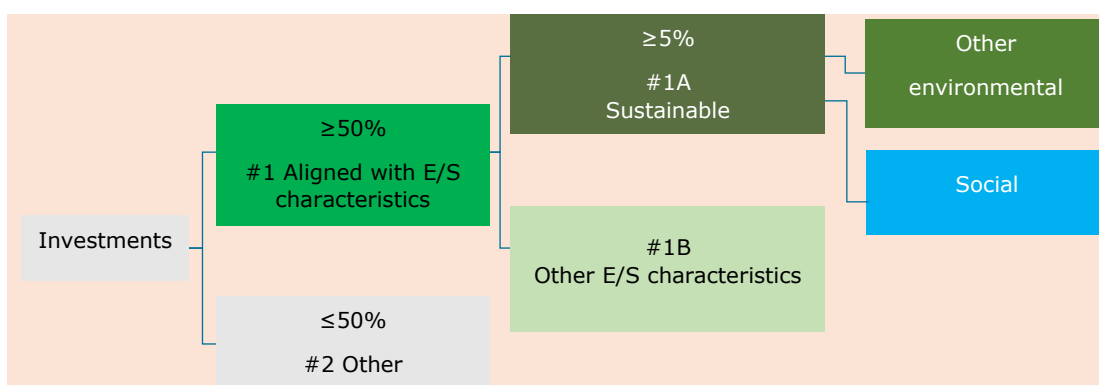 Investments
≥50%
#1 Aligned with E/S
characteristics
≤50%
#2 Other
≥5%
#1A
Sustainable
#1B
Other E/S characteristics
Other
environmental
Social